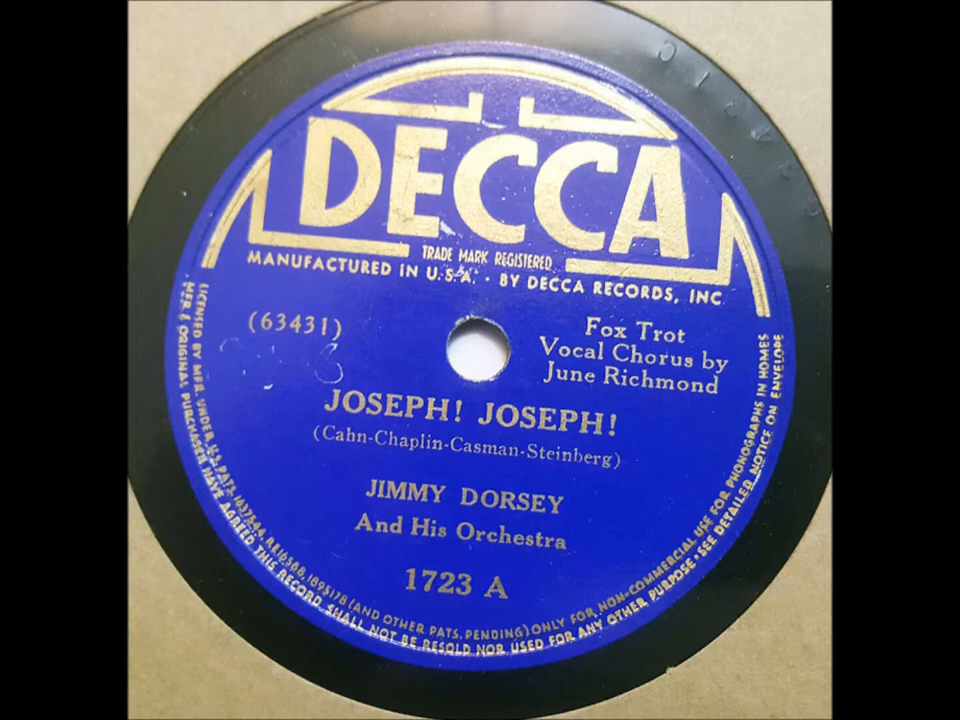 DECCA
TRADE MARK REGISTERED
MANUFACTURED IN U.S.A. · BY DECCA RECORDS, INC
(63431)
Fox Trot
Vocal Chorus by
June Richmond
JOSEPH! JOSEPH!
(Cahn-Chaplin-Casman-Steinberg)
JIMMY DORSEY
And His Orchestra
1723 A
LICENSED BY MFR. UNDER U.S. PATS. 1637544, RE16588, 1895178 (AND OTHER PATS. PENDING) ONLY FOR NON-COMMERCIAL USE FOR PHONOGRAPHS IN HOMES
MFR. & ORIGINAL PURCHASER HAVE AGREED THIS RECORD SHALL NOT BE RESOLD NOR USED FOR ANY OTHER PURPOSE · SEE DETAILED NOTICE ON ENVELOPE